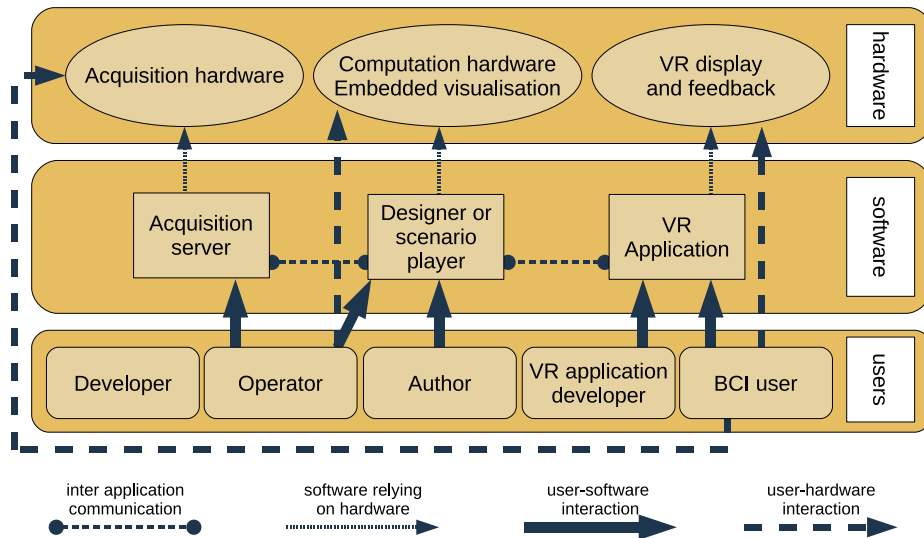 Acquisition hardware
Computation hardware
Embedded visualisation
VR display
and feedback
hardware
Acquisition
server
Designer or
scenario
player
VR
Application
software
Developer
Operator
Author
VR application
developer
BCI user
users
inter application
communication
software relying
on hardware
user-software
interaction
user-hardware
interaction